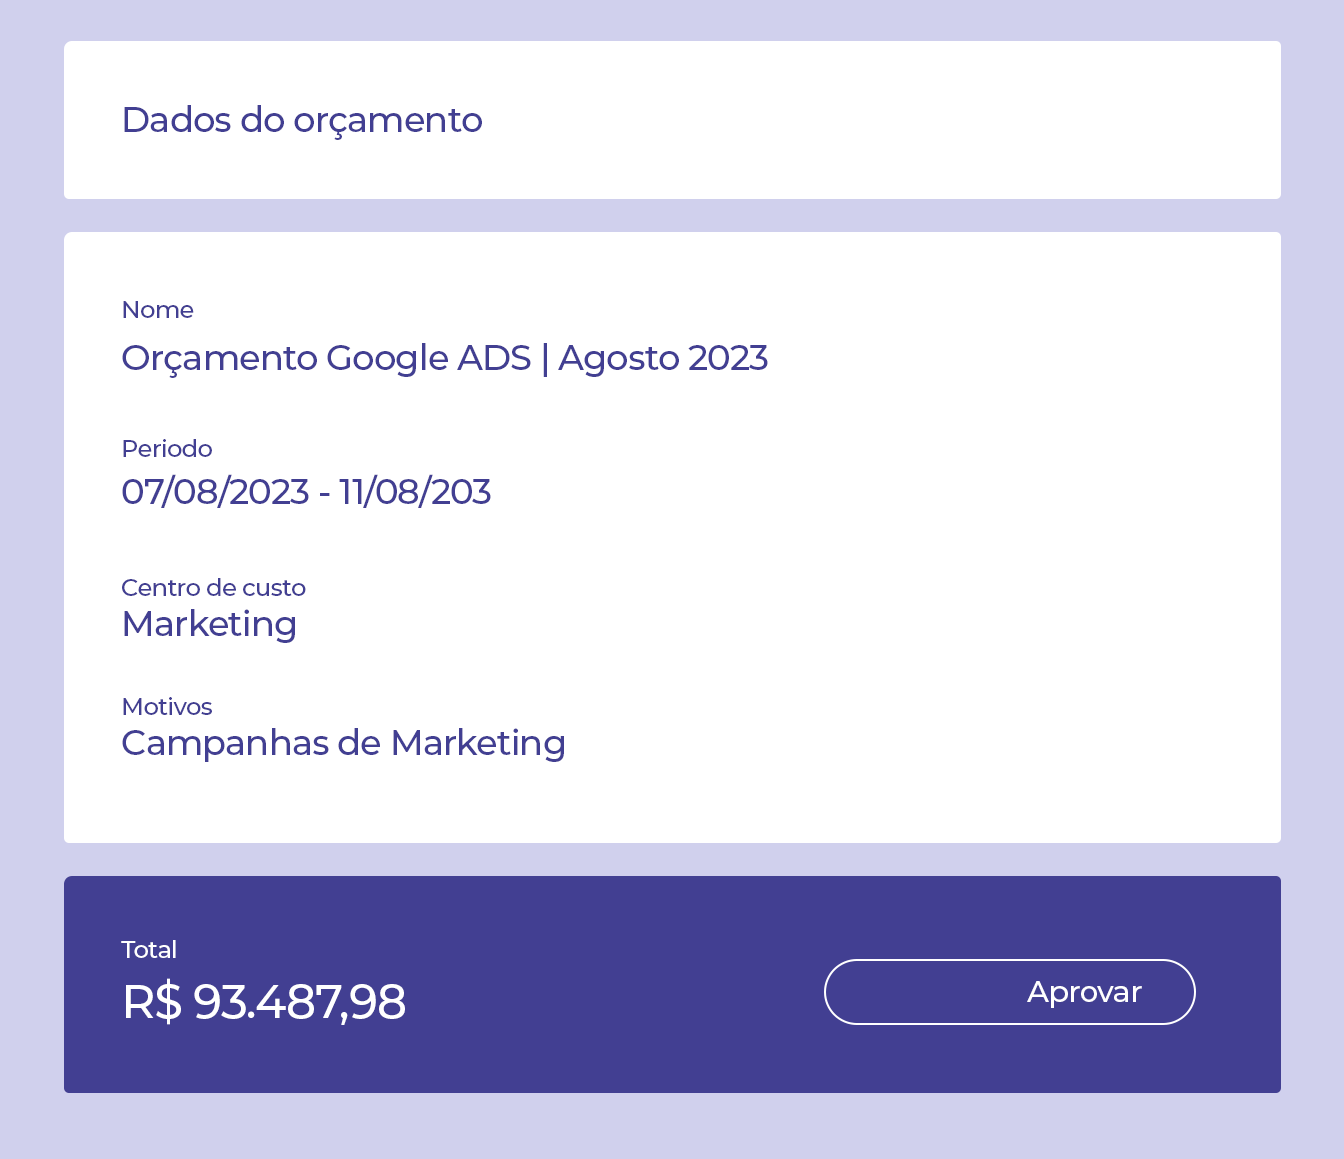 Dados do orçamento
Nome
Orçamento Google ADS | Agosto 2023
Periodo
07/08/2023 - 11/08/203
Centro de custo
Marketing
Motivos
Campanhas de Marketing
Total
R$ 93.487,98
Aprovar